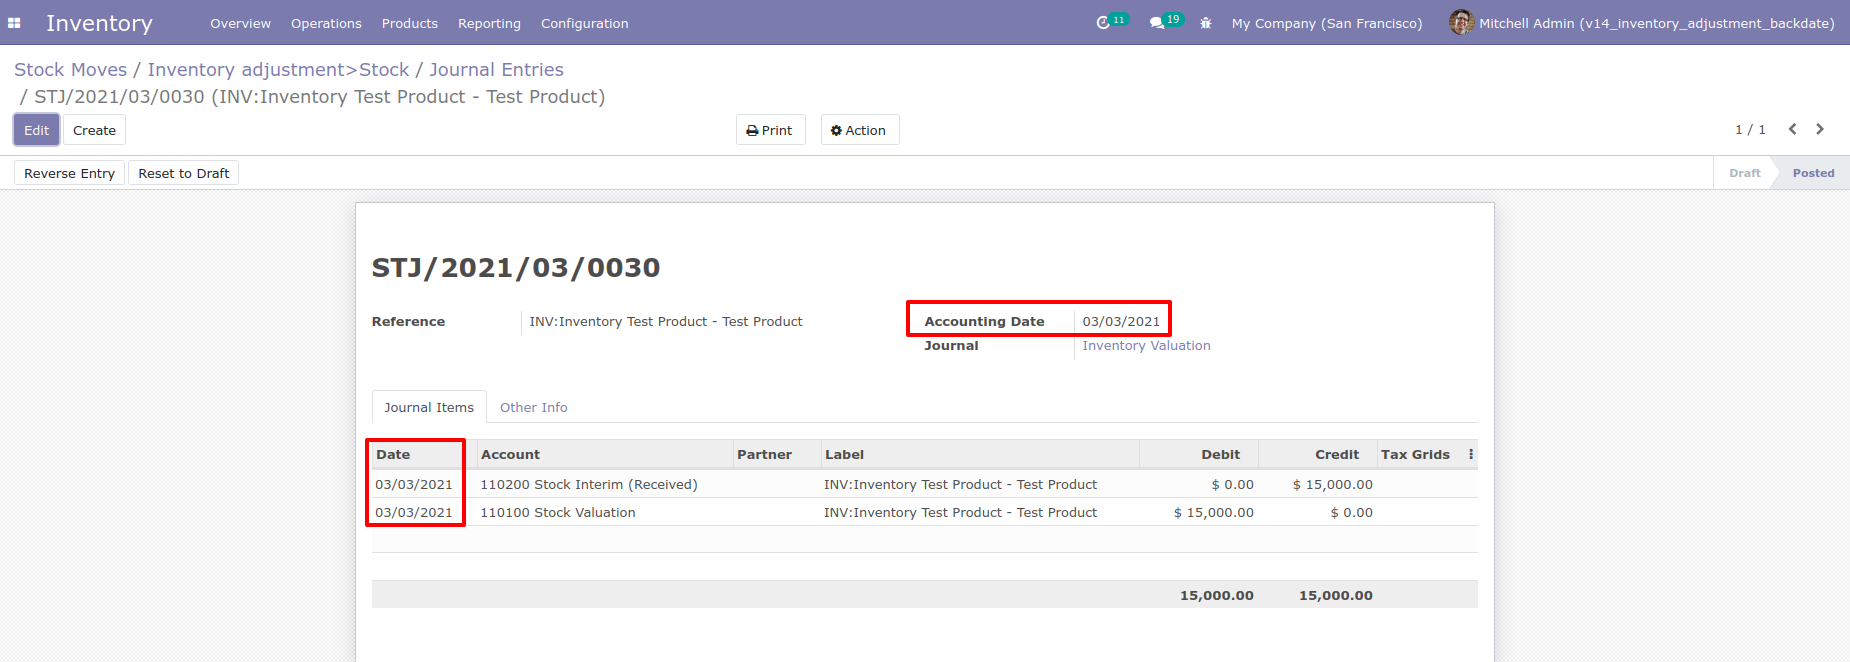 Inventory Overview Operations Products Reporting Configuration 11 19 My Company (San Francisco) Mitchell Admin (v14_inventory_adjustment_backdate)
Stock Moves / Inventory adjustment>Stock / Journal Entries
/ STJ/2021/03/0030 (INV:Inventory Test Product - Test Product)
Edit Create Print Action 1 / 1
Reverse Entry Reset to Draft Draft Posted
STJ/2021/03/0030
Reference INV:Inventory Test Product - Test Product Accounting Date 03/03/2021
Journal Inventory Valuation
Journal Items Other Info
Date Account Partner Label Debit Credit Tax Grids
03/03/2021 110200 Stock Interim (Received) INV:Inventory Test Product - Test Product $ 0.00 $ 15,000.00
03/03/2021 110100 Stock Valuation INV:Inventory Test Product - Test Product $ 15,000.00 $ 0.00
15,000.00 15,000.00